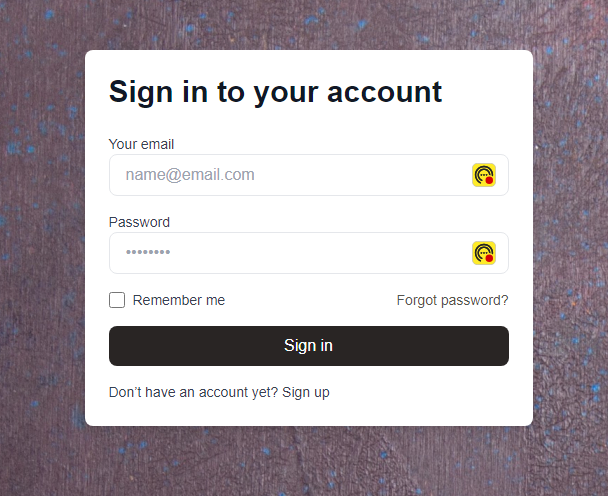 Sign in to your account
Your email
name@email.com
Password
••••••••
Remember me
Forgot password?
Sign in
Don’t have an account yet? Sign up